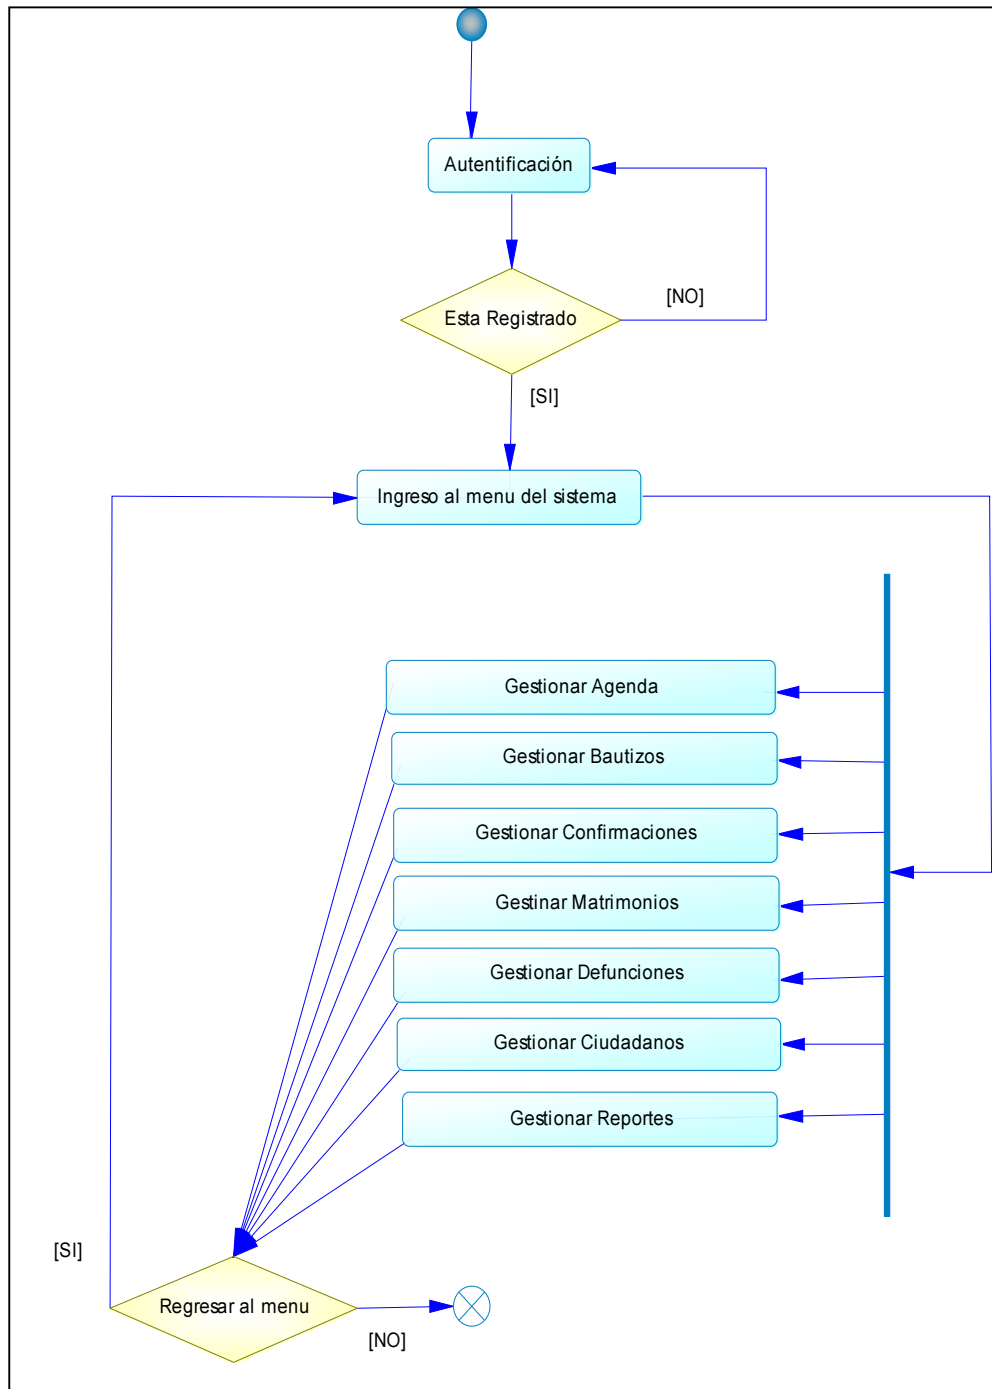 Autentificación
Esta Registrado
[NO]
[SI]
Ingreso al menu del sistema
Gestionar Agenda
Gestionar Bautizos
Gestionar Confirmaciones
Gestinar Matrimonios
Gestionar Defunciones
Gestionar Ciudadanos
Gestionar Reportes
[SI]
Regresar al menu
[NO]